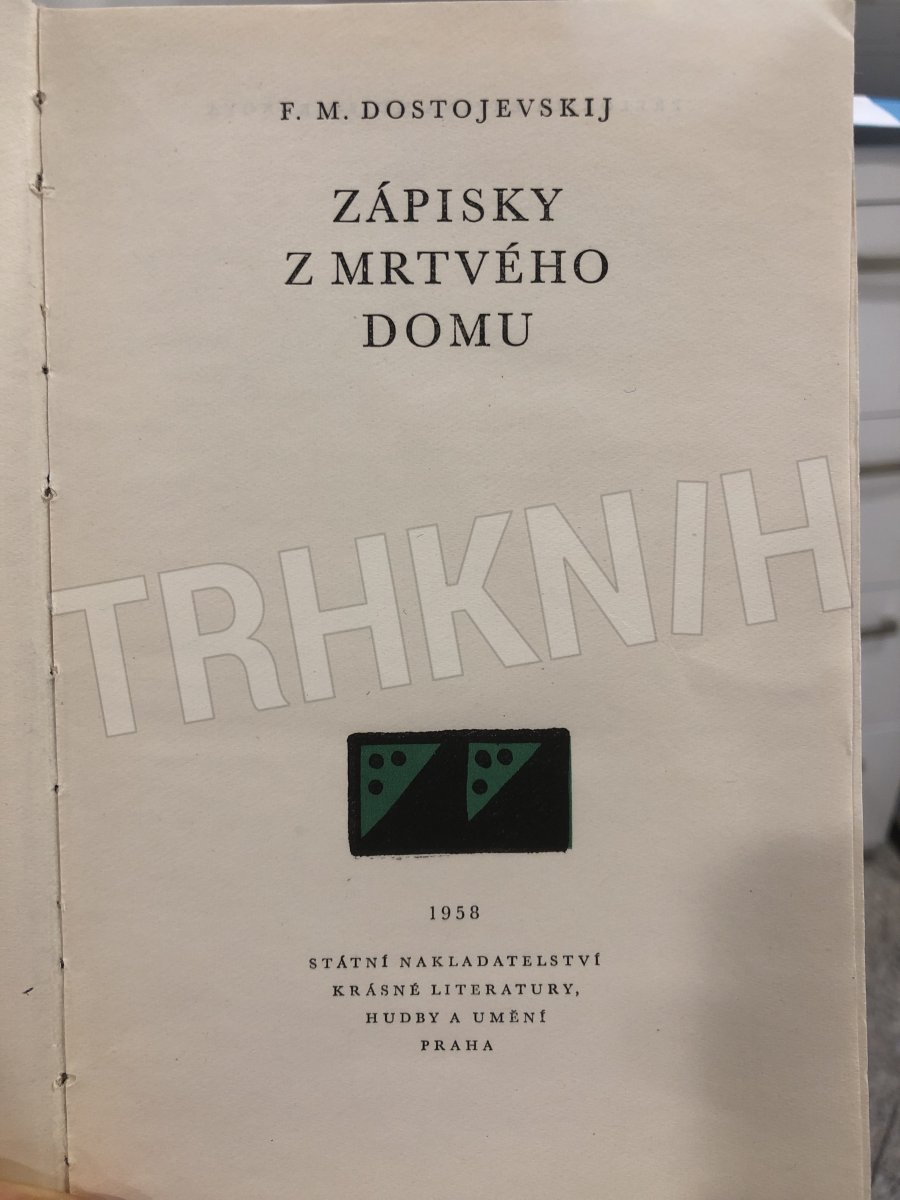 F. M. DOSTOJEVSKIJ
ZÁPISKY
Z MRTVÉHO
DOMU
TRHKNIH
1958
STÁTNÍ NAKLADATELSTVÍ
KRÁSNÉ LITERATURY,
HUDBY A UMĚNÍ
PRAHA